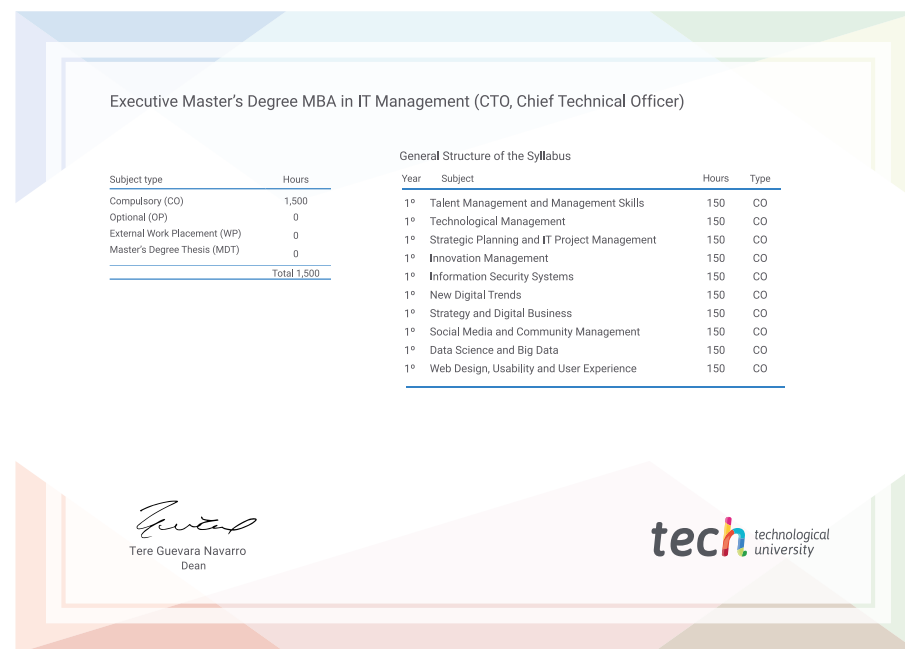 Executive Master's Degree MBA in IT Management (CTO, Chief Technical Officer)
Subject type Hours
Compulsory (CO) 1,500
Optional (OP) 0
External Work Placement (WP) 0
Master's Degree Thesis (MDT) 0
Total 1,500
General Structure of the Syllabus
Year Subject Hours Type
1º Talent Management and Management Skills 150 CO
1º Technological Management 150 CO
1º Strategic Planning and IT Project Management 150 CO
1º Innovation Management 150 CO
1º Information Security Systems 150 CO
1º New Digital Trends 150 CO
1º Strategy and Digital Business 150 CO
1º Social Media and Community Management 150 CO
1º Data Science and Big Data 150 CO
1º Web Design, Usability and User Experience 150 CO
Tere Guevara Navarro
Dean
tech technological
university